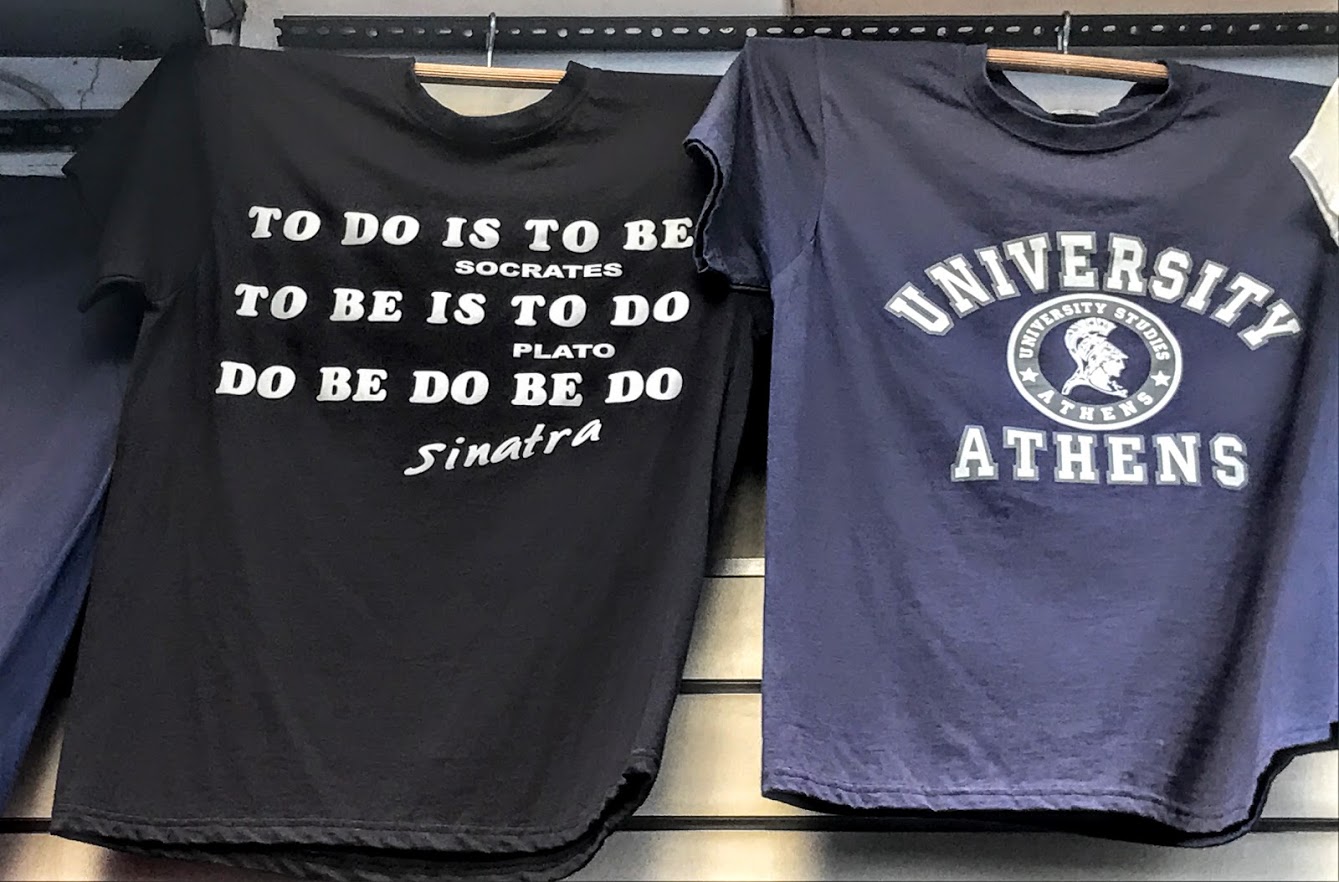 TO DO IS TO BE
SOCRATES
TO BE IS TO DO
PLATO
DO BE DO BE DO
sinatra
UNIVERSITY
UNIVERSITY STUDIES
ATHENS
ATHENS